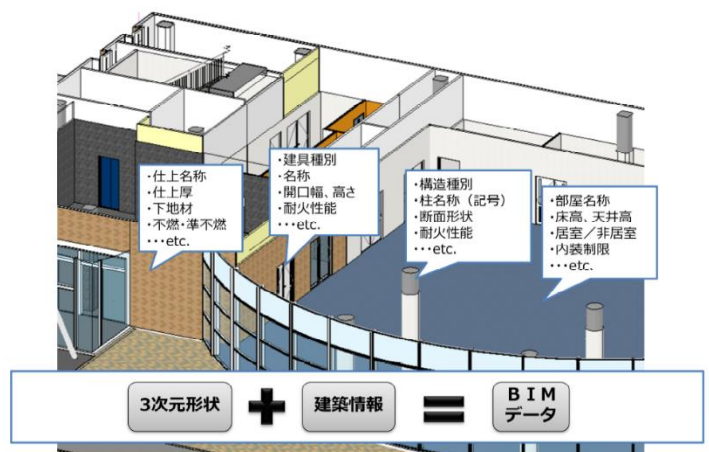 ・仕上名称
・仕上厚
・下地材
・不燃・準不燃
・・・etc.
・建具種別
・名称
・開口幅、高さ
・耐火性能
・・・etc.
・構造種別
・柱名称（記号）
・断面形状
・耐火性能
・・・etc.
・部屋名称
・床高、天井高
・居室／非居室
・内装制限
・・・etc.
3次元形状
+
建築情報
=
ＢＩＭ
データ